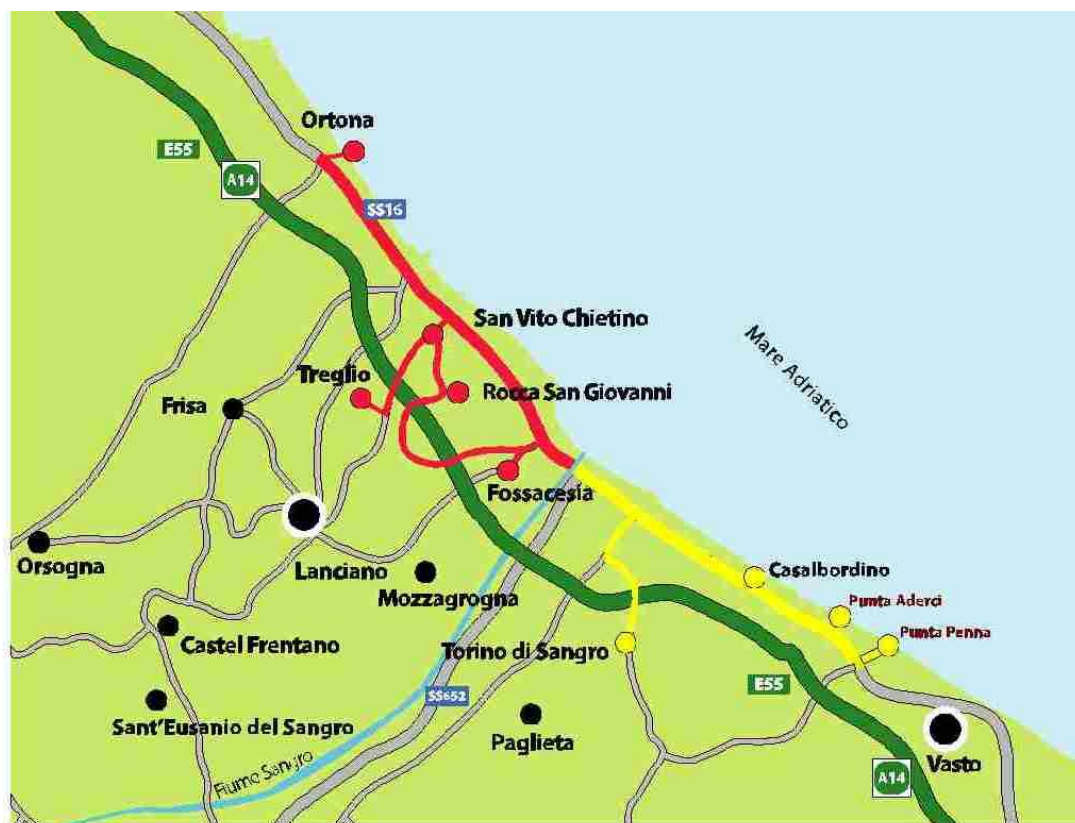 Ortona
E55
A14
SS16
San Vito Chietino
Mare Adriatico
Treglio
Rocca San Giovanni
Frisa
Fossacesia
Orsogna
Lanciano
Mozzagrogna
Casalbordino
Punta Aderci
Castel Frentano
Torino di Sangro
Punta Penna
E55
SS652
Sant'Eusanio del Sangro
Paglieta
Vasto
Fiume Sangro
A14